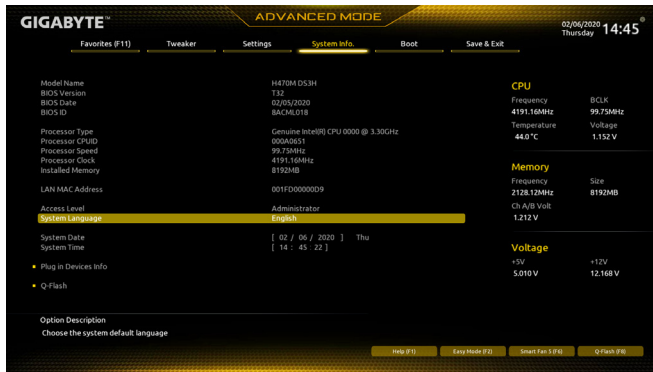 GIGABYTE™
ADVANCED MODE
02/06/2020
Thursday
14:45
Favorites (F11) Tweaker Settings System Info. Boot Save & Exit
Model Name H470M DS3H
BIOS Version T32
BIOS Date 02/05/2020
BIOS ID 8ACML018
Processor Type Genuine Intel(R) CPU 0000 @ 3.30GHz
Processor CPUID 000A0651
Processor Speed 99.75MHz
Processor Clock 4191.16MHz
Installed Memory 8192MB
LAN MAC Address 001FD00000D9
Access Level Administrator
System Language English
System Date [ 02 / 06 / 2020 ] Thu
System Time [ 14 : 45 : 22 ]
Plug in Devices Info
Q-Flash
CPU
Frequency BCLK
4191.16MHz 99.75MHz
Temperature Voltage
44.0 °C 1.152 V
Memory
Frequency Size
2128.12MHz 8192MB
Ch A/B Volt
1.212 V
Voltage
+5V +12V
5.010 V 12.168 V
Option Description
Choose the system default language
Help (F1) Easy Mode (F2) Smart Fan 5 (F6) Q-Flash (F8)